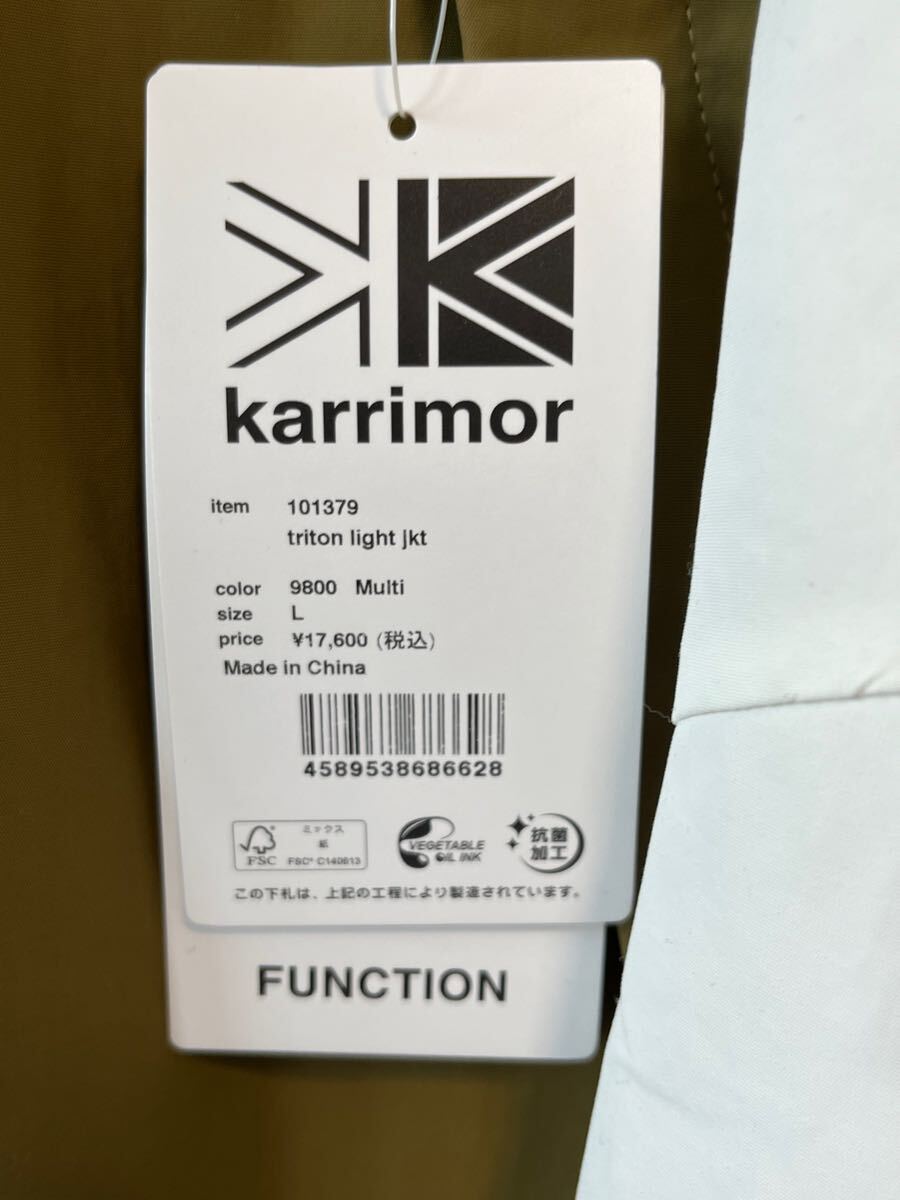 karrimor
item 101379
triton light jkt
color 9800 Multi
size L
price ¥17,600 (税込)
Made in China
4589538686628
ミックス
紙
FSC
FSC® C140613
VEGETABLE
OIL INK
抗菌
加工
この下札は、上記の工程により製造されています。
FUNCTION